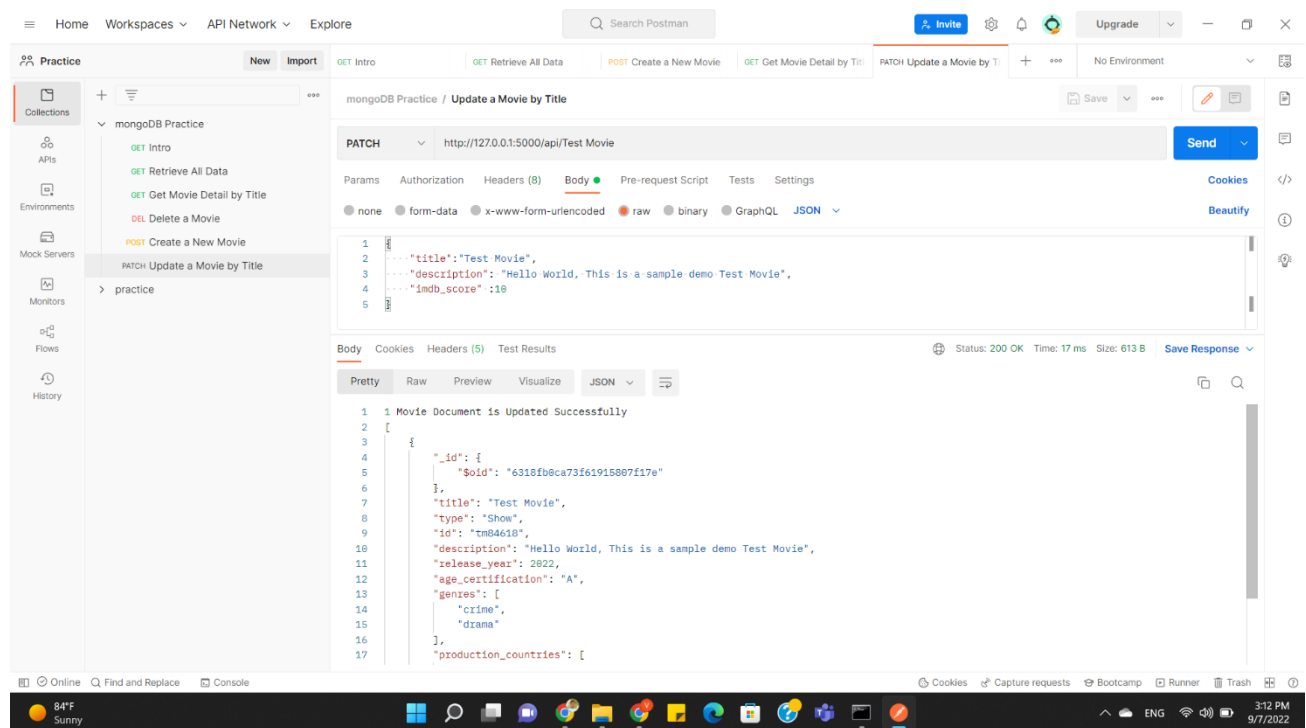 Home Workspaces API Network Explore Search Postman Invite Upgrade
Practice New Import GET Intro GET Retrieve All Data POST Create a New Movie GET Get Movie Detail by Titl PATCH Update a Movie by Ti No Environment
Collections
APIs
Environments
Mock Servers
Monitors
Flows
History
mongoDB Practice
GET Intro
GET Retrieve All Data
GET Get Movie Detail by Title
DEL Delete a Movie
POST Create a New Movie
PATCH Update a Movie by Title
practice
mongoDB Practice / Update a Movie by Title Save
PATCH http://127.0.0.1:5000/api/Test Movie Send
Params Authorization Headers (8) Body Pre-request Script Tests Settings Cookies
none form-data x-www-form-urlencoded raw binary GraphQL JSON Beautify
1 {
2 "title":"Test Movie",
3 "description": "Hello World, This is a sample demo Test Movie",
4 "imdb_score" :10
5 }
Body Cookies Headers (5) Test Results Status: 200 OK Time: 17 ms Size: 613 B Save Response
Pretty Raw Preview Visualize JSON
1 1 Movie Document is Updated Successfully
2 [
3 {
4 "_id": {
5 "$oid": "6318fb0ca73f61915807f17e"
6 },
7 "title": "Test Movie",
8 "type": "Show",
9 "id": "tm84618",
10 "description": "Hello World, This is a sample demo Test Movie",
11 "release_year": 2022,
12 "age_certification": "A",
13 "genres": [
14 "crime",
15 "drama"
16 ],
17 "production_countries": [
Online Find and Replace Console Cookies Capture requests Bootcamp Runner Trash
84°F
Sunny
ENG
3:12 PM
9/7/2022